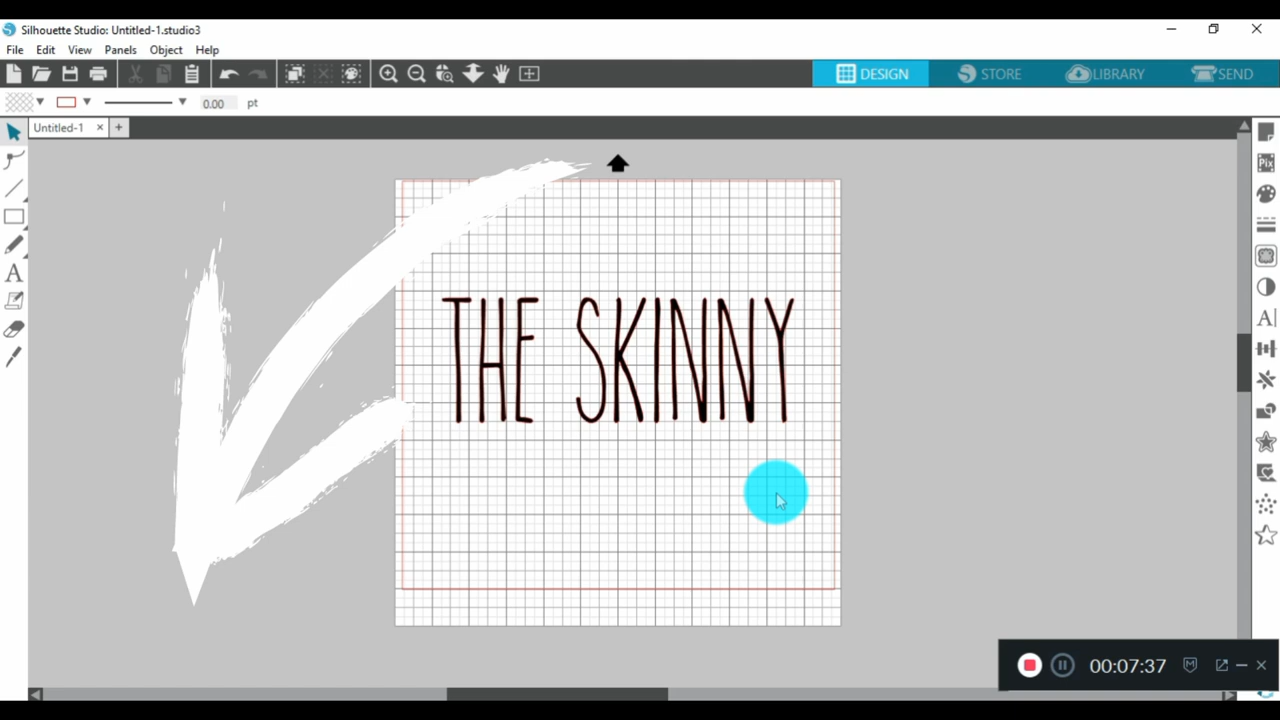 Silhouette Studio: Untitled-1.studio3
File Edit View Panels Object Help
DESIGN STORE LIBRARY SEND
0.00 pt
Untitled-1
Pix
A
A
THE SKINNY
00:07:37